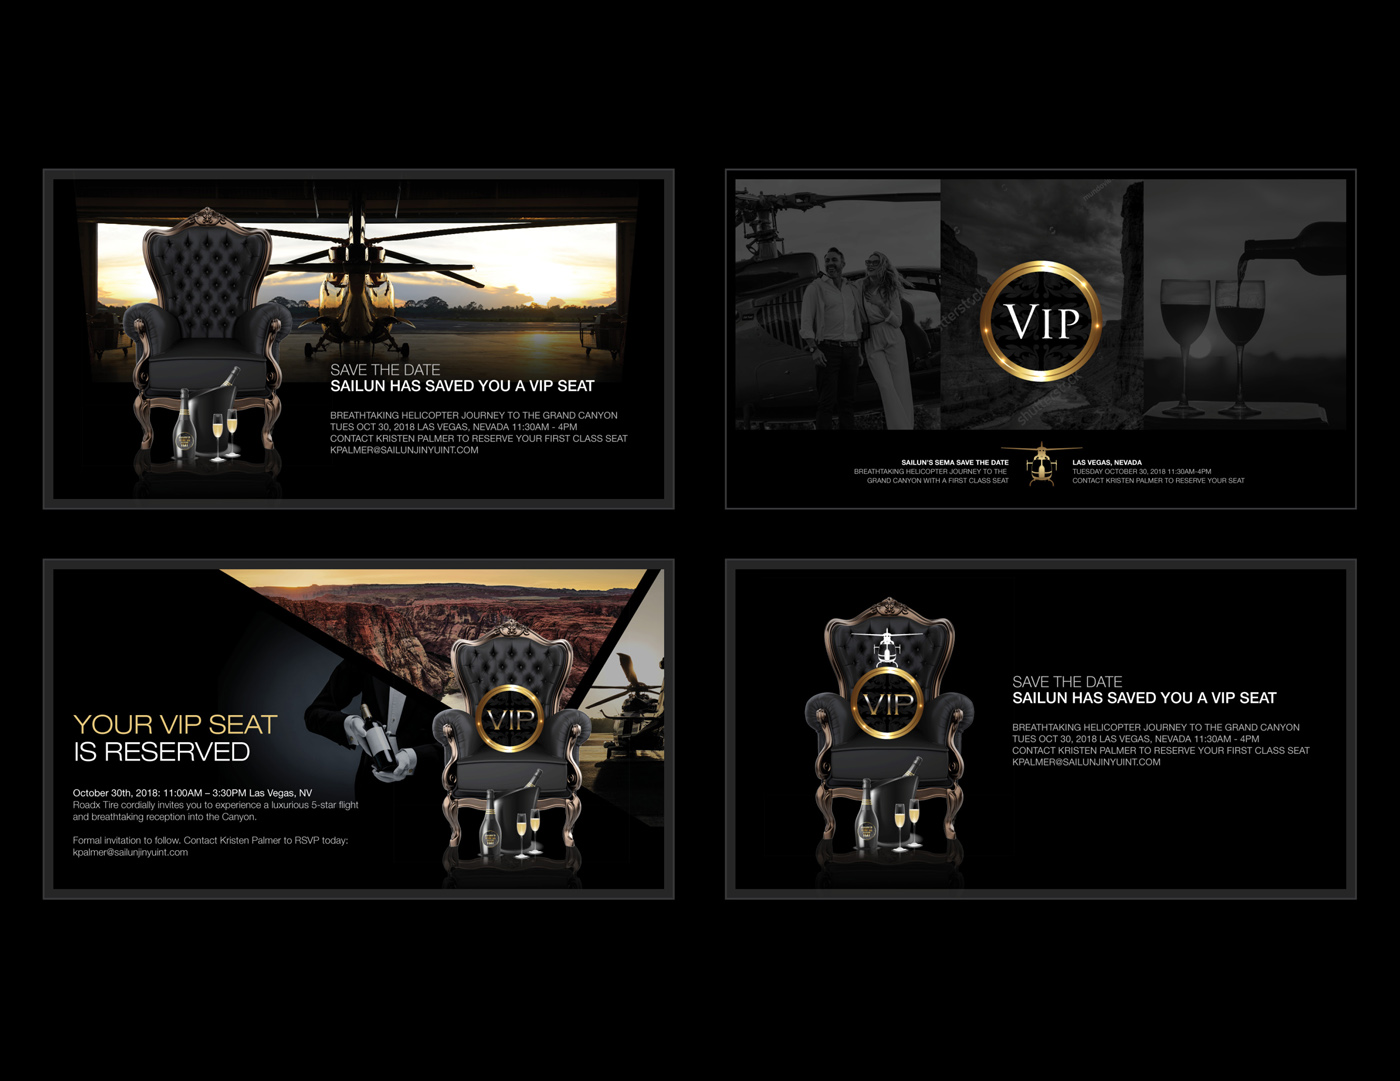 SAVE THE DATE
SAILUN HAS SAVED YOU A VIP SEAT
BREATHTAKING HELICOPTER JOURNEY TO THE GRAND CANYON
TUES OCT 30, 2018 LAS VEGAS, NEVADA 11:30AM - 4PM
CONTACT KRISTEN PALMER TO RESERVE YOUR FIRST CLASS SEAT
KPALMER@SAILUNJINYUINT.COM
VIP
SAILUN'S SEMA SAVE THE DATE
BREATHTAKING HELICOPTER JOURNEY TO THE
GRAND CANYON WITH A FIRST CLASS SEAT
LAS VEGAS, NEVADA
TUESDAY OCTOBER 30, 2018 11:30AM-4PM
CONTACT KRISTEN PALMER TO RESERVE YOUR SEAT
YOUR VIP SEAT
IS RESERVED
October 30th, 2018: 11:00AM – 3:30PM Las Vegas, NV
Roadx Tire cordially invites you to experience a luxurious 5-star flight
and breathtaking reception into the Canyon.
Formal invitation to follow. Contact Kristen Palmer to RSVP today:
kpalmer@sailunjinyuint.com
VIP
VIP
SAVE THE DATE
SAILUN HAS SAVED YOU A VIP SEAT
BREATHTAKING HELICOPTER JOURNEY TO THE GRAND CANYON
TUES OCT 30, 2018 LAS VEGAS, NEVADA 11:30AM - 4PM
CONTACT KRISTEN PALMER TO RESERVE YOUR FIRST CLASS SEAT
KPALMER@SAILUNJINYUINT.COM